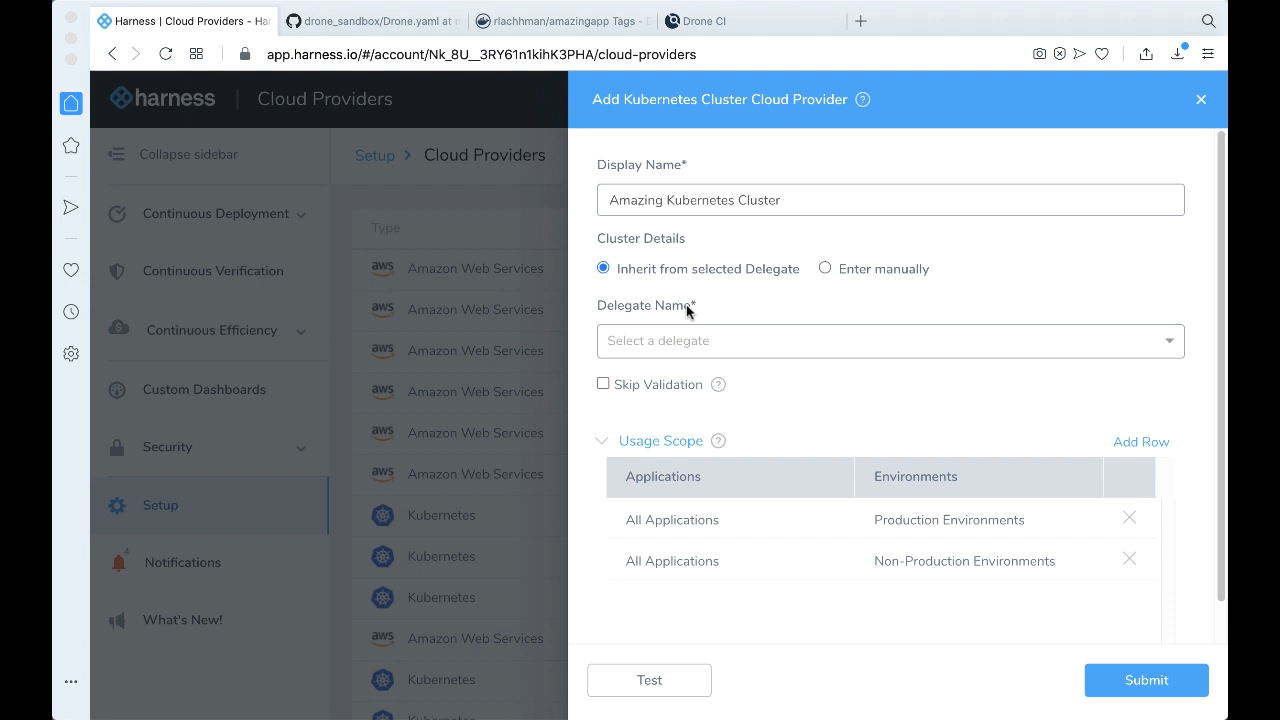 Harness | Cloud Providers - Ha
drone_sandbox/Drone.yaml at
rlachhman/amazingapp Tags -
Drone CI
app.harness.io/#/account/Nk_8U__3RY61n1kihK3PHA/cloud-providers
harness | Cloud Providers
Collapse sidebar
Continuous Deployment
Continuous Verification
Continuous Efficiency
Custom Dashboards
Security
Setup
4
Notifications
What's New!
Setup > Cloud Providers
Type
aws Amazon Web Services
aws Amazon Web Services
aws Amazon Web Services
aws Amazon Web Services
aws Amazon Web Services
aws Amazon Web Services
Kubernetes
Kubernetes
Kubernetes
aws Amazon Web Services
Kubernetes
Kubernetes
Add Kubernetes Cluster Cloud Provider ?
Display Name*
Amazing Kubernetes Cluster
Cluster Details
Inherit from selected Delegate Enter manually
Delegate Name*
Select a delegate
Skip Validation ?
Usage Scope ? Add Row
Applications Environments
All Applications Production Environments
All Applications Non-Production Environments
Test Submit